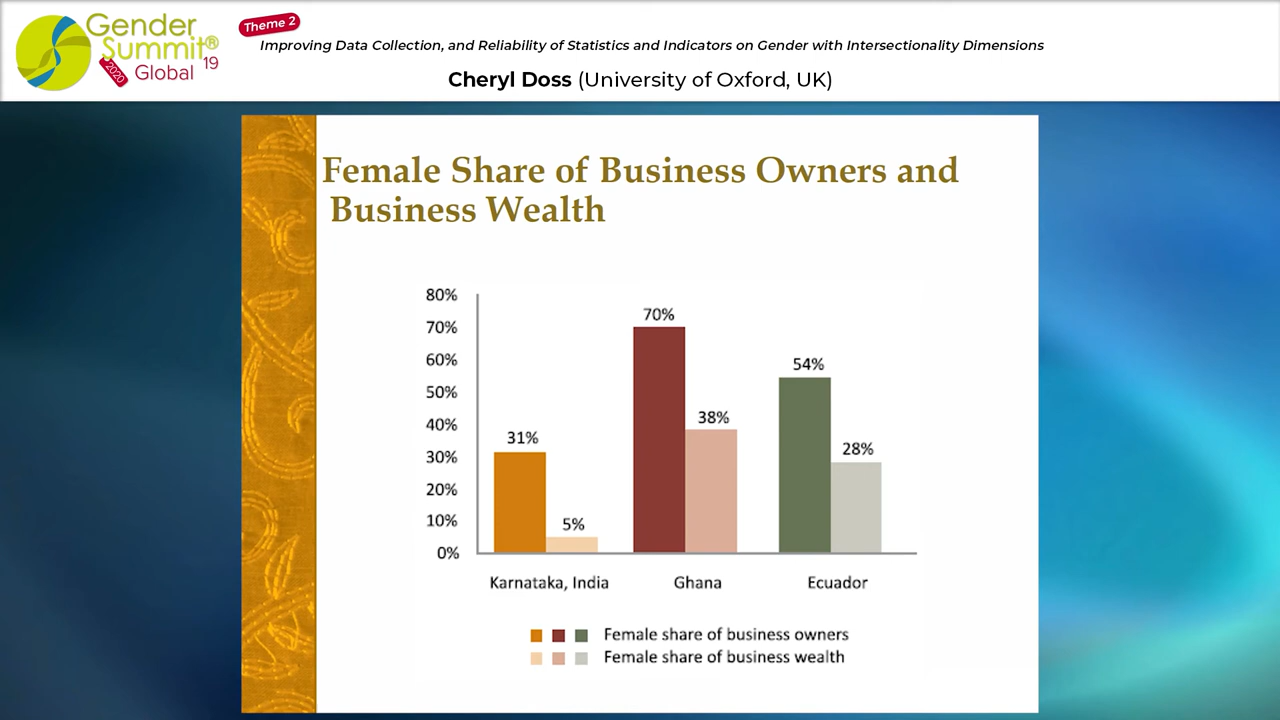 Gender
Summit®
Global 19
2020
Theme 2
Improving Data Collection, and Reliability of Statistics and Indicators on Gender with Intersectionality Dimensions
Cheryl Doss (University of Oxford, UK)
Female Share of Business Owners and
Business Wealth
80%
70%
60%
50%
40%
30%
20%
10%
0%
31%
5%
70%
38%
54%
28%
Karnataka, India
Ghana
Ecuador
Female share of business owners
Female share of business wealth